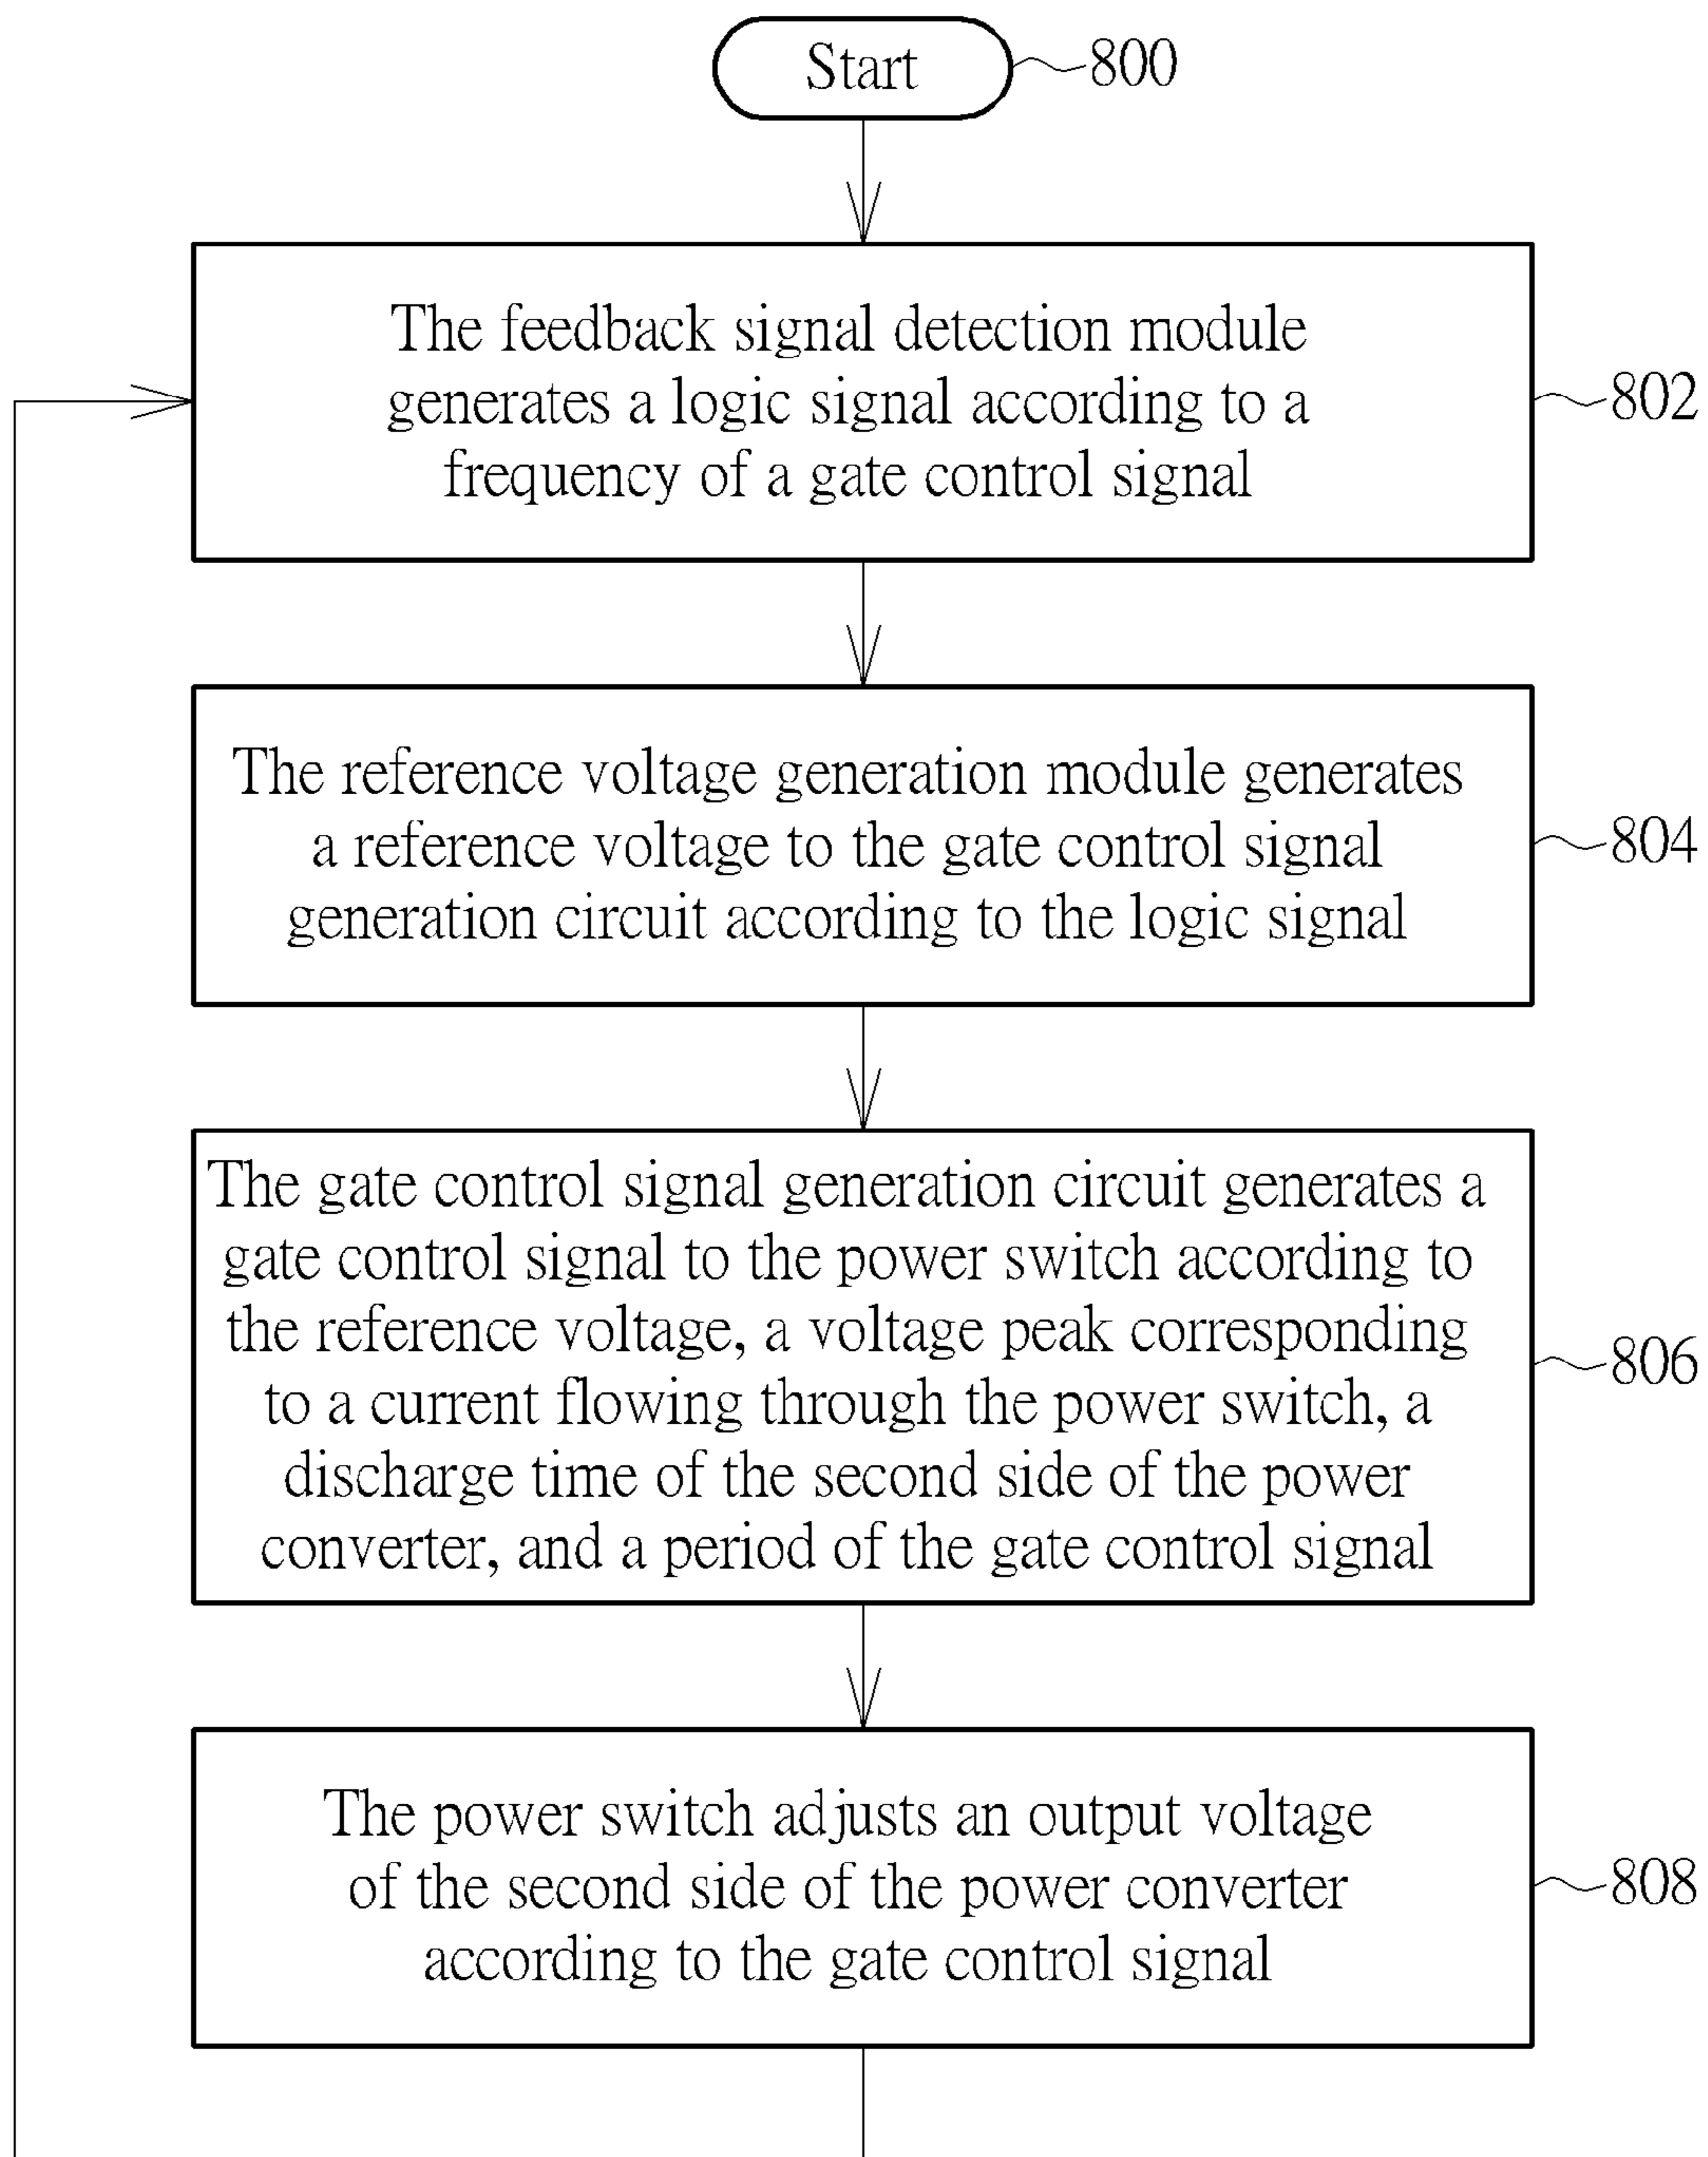 Start
800
The feedback signal detection module
generates a logic signal according to a
frequency of a gate control signal
802
The reference voltage generation module generates
a reference voltage to the gate control signal
generation circuit according to the logic signal
804
The gate control signal generation circuit generates a
gate control signal to the power switch according to
the reference voltage, a voltage peak corresponding
to a current flowing through the power switch, a
discharge time of the second side of the power
converter, and a period of the gate control signal
806
The power switch adjusts an output voltage
of the second side of the power converter
according to the gate control signal
808